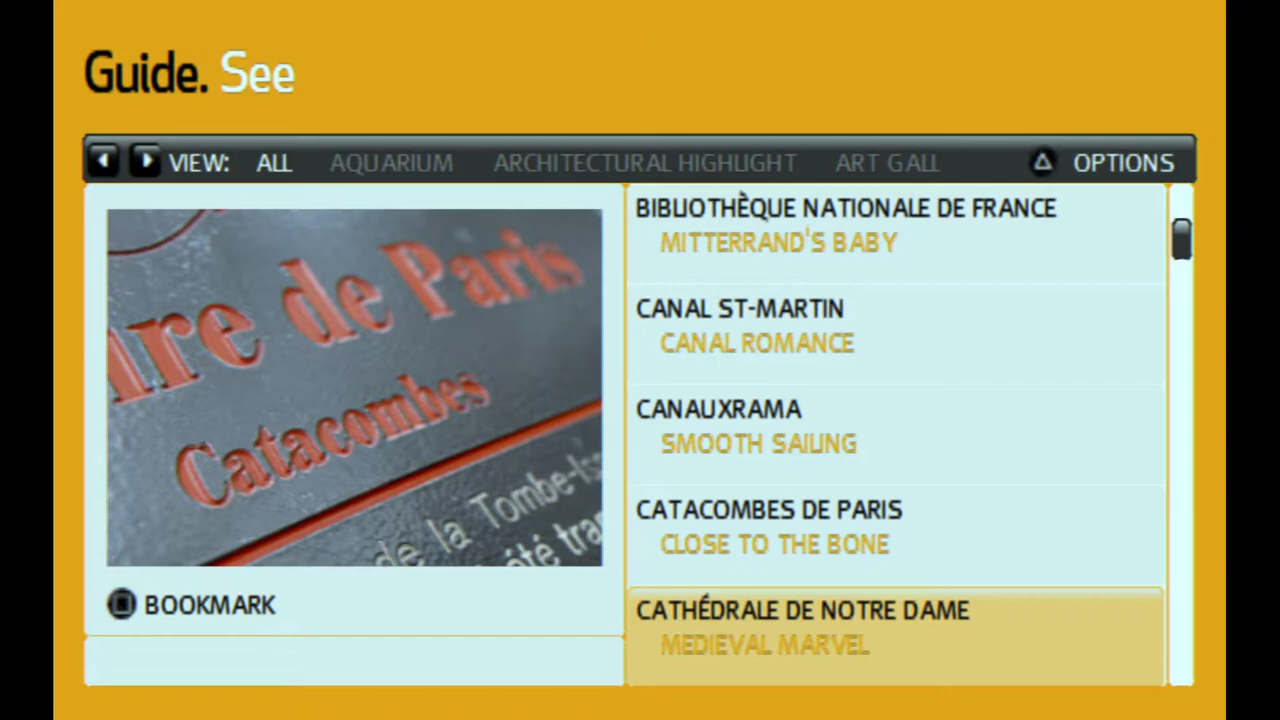 Guide. See
VIEW: ALL AQUARIUM ARCHITECTURAL HIGHLIGHT ART GALL OPTIONS
de Paris
Catacombes
de la Tombe-Is
été tra
BOOKMARK
BIBLIOTHÈQUE NATIONALE DE FRANCE
MITTERRAND'S BABY
CANAL ST-MARTIN
CANAL ROMANCE
CANAUXRAMA
SMOOTH SAILING
CATACOMBES DE PARIS
CLOSE TO THE BONE
CATHÉDRALE DE NOTRE DAME
MEDIEVAL MARVEL